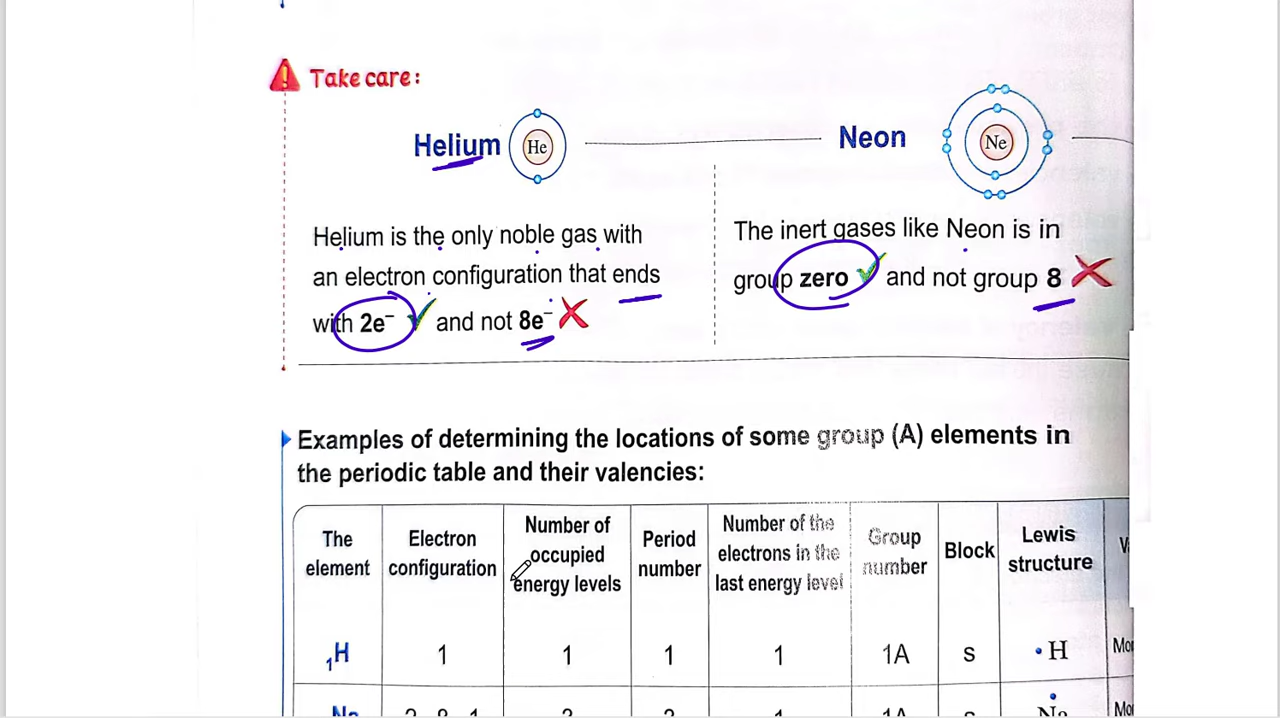 Take care:
Helium He
Neon Ne
Helium is the only noble gas with
an electron configuration that ends
with 2e⁻ ✓ and not 8e⁻ ✗
The inert gases like Neon is in
group zero ✓ and not group 8 ✗
Examples of determining the locations of some group (A) elements in
the periodic table and their valencies:
The element
Electron configuration
Number of occupied energy levels
Period number
Number of the electrons in the last energy level
Group number
Block
Lewis structure
₁H 1 1 1 1 1A s •H